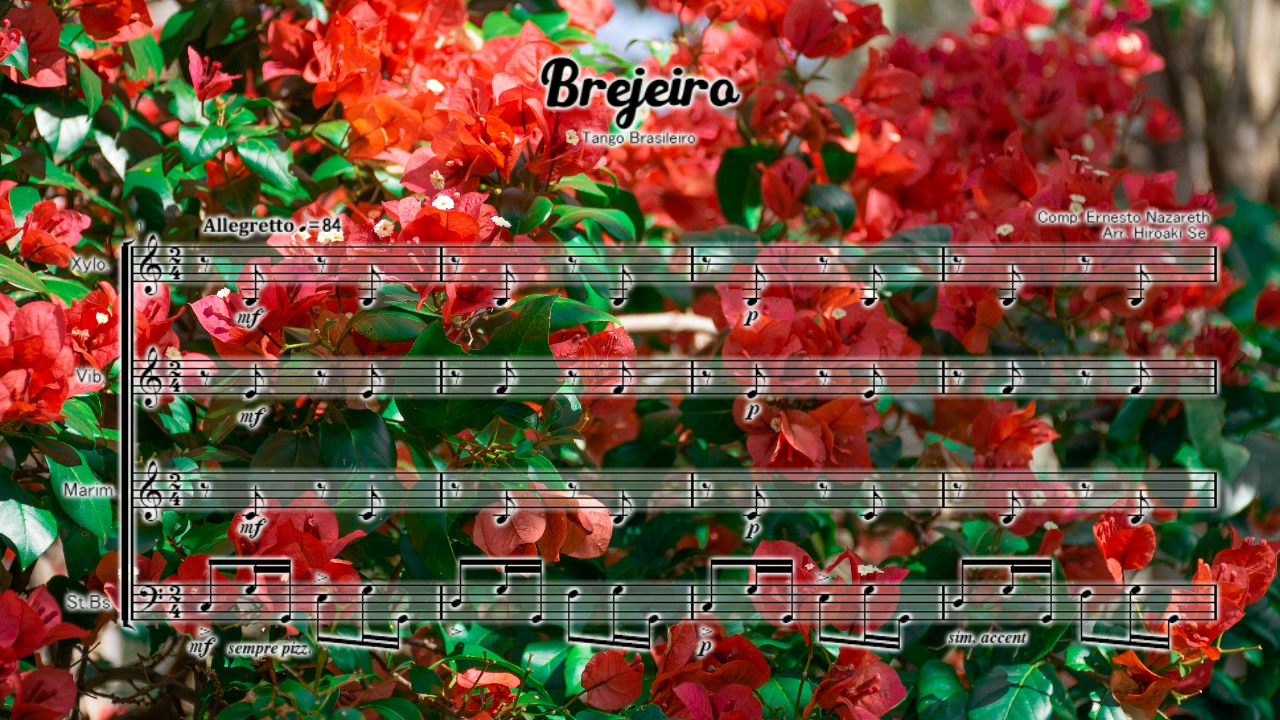 Brejeiro
Tango Brasileiro
Allegretto ♩=84
Comp. Ernesto Nazareth
Arr. Hiroaki Se
1
Xylo.
mf
p
Vib.
mf
p
Marim.
mf
p
St.Bs.
mf sempre pizz.
p
sim. accent